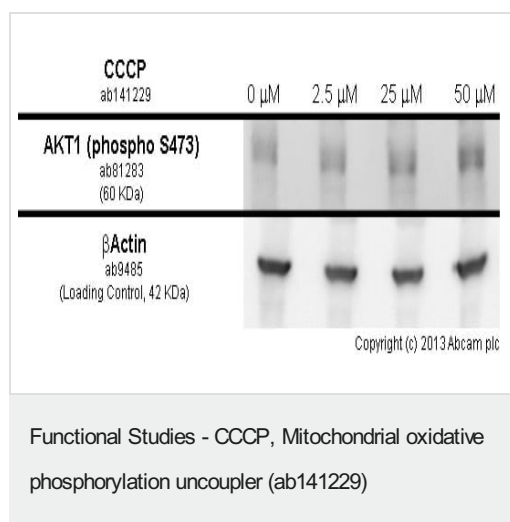 CCCP
ab141229
0 µM 2.5 µM 25 µM 50 µM
AKT1 (phospho S473)
ab81283
(60 KDa)
βActin
ab9485
(Loading Control, 42 KDa)
Copyright (c) 2013 Abcam plc
Functional Studies - CCCP, Mitochondrial oxidative
phosphorylation uncoupler (ab141229)